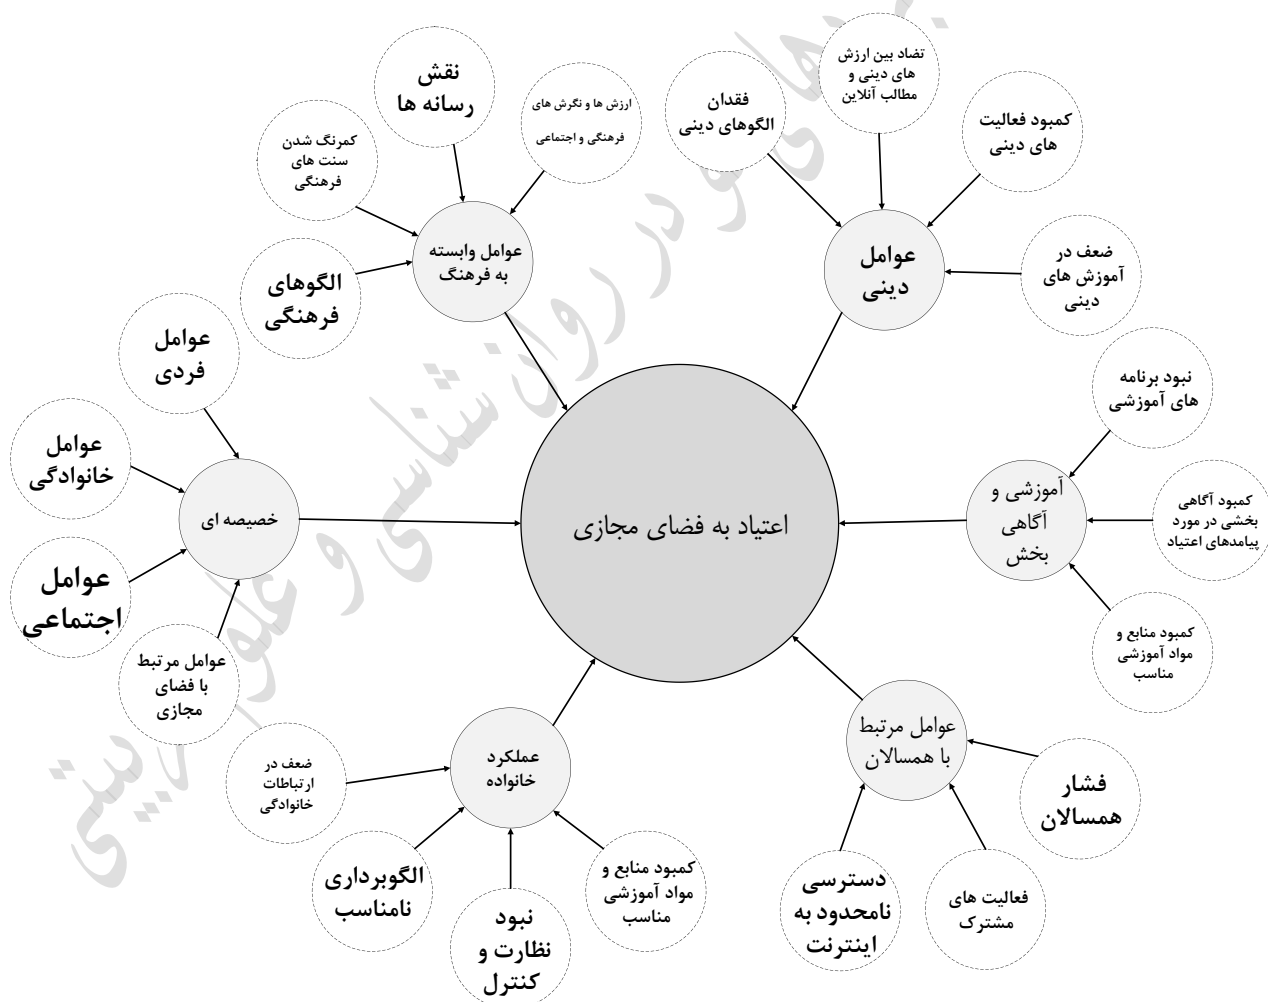 نقش
رسانه ها
ارزش ها و نگرش های
فرهنگی و اجتماعی
کمرنگ شدن
سنت های
فرهنگی
الگوهای
فرهنگی
عوامل وابسته
به فرهنگ
تضاد بین ارزش
های دینی و
مطالب آنلاین
فقدان
الگوهای دینی
کمبود فعالیت
های دینی
ضعف در
آموزش های
دینی
عوامل
دینی
عوامل
فردی
عوامل
خانوادگی
عوامل
اجتماعی
عوامل مرتبط
با فضای
مجازی
خصیصه ای
اعتیاد به فضای مجازی
نبود برنامه
های آموزشی
کمبود آگاهی
بخشی در مورد
پیامدهای اعتیاد
کمبود منابع و
مواد آموزشی
مناسب
آموزشی و
آگاهی
بخش
عملکرد
خانواده
ضعف در
ارتباطات
خانوادگی
الگوبرداری
نامناسب
نبود
نظارت و
کنترل
کمبود منابع و
مواد آموزشی
مناسب
عوامل مرتبط
با همسالان
فشار
همسالان
فعالیت های
مشترک
دسترسی
نامحدود به
اینترنت
در روان شناسی و علوم